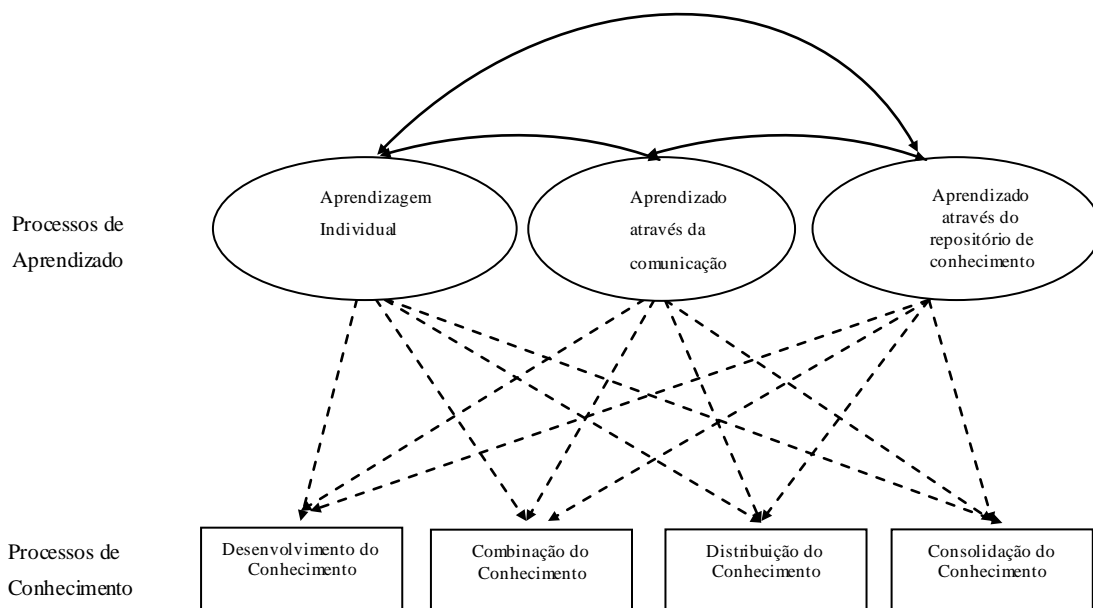 Aprendizagem
Individual
Aprendizado
através da
comunicação
Aprendizado
através do
repositório de
conhecimento
Processos de
Aprendizado
Processos de
Conhecimento
Desenvolvimento do
Conhecimento
Combinação do
Conhecimento
Distribuição do
Conhecimento
Consolidação do
Conhecimento